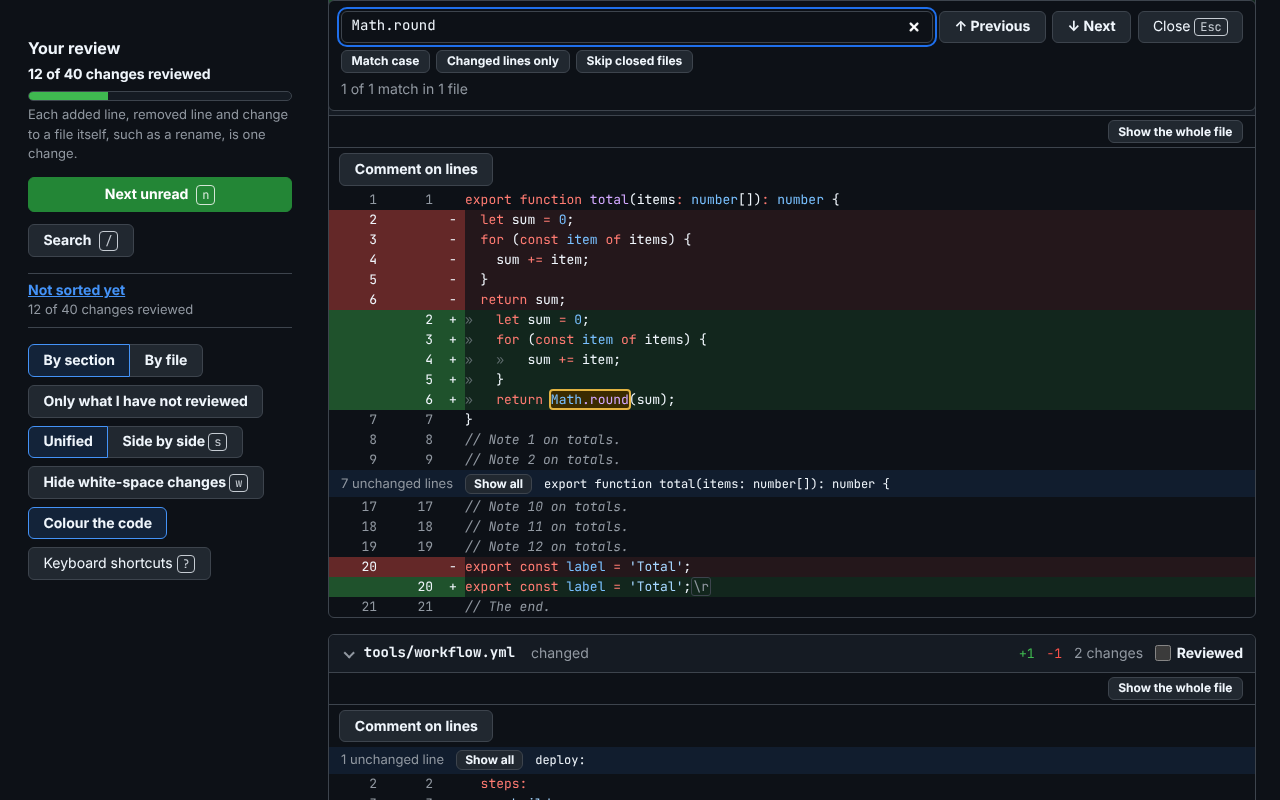 Your review
12 of 40 changes reviewed
Each added line, removed line and change
to a file itself, such as a rename, is one
change.
Next unread n
Search /
Not sorted yet
12 of 40 changes reviewed
By section By file
Only what I have not reviewed
Unified Side by side s
Hide white-space changes w
Colour the code
Keyboard shortcuts ?
Math.round × ↑ Previous ↓ Next Close Esc
Match case Changed lines only Skip closed files
1 of 1 match in 1 file
Show the whole file
Comment on lines
1 1 export function total(items: number[]): number {
2 - let sum = 0;
3 - for (const item of items) {
4 - sum += item;
5 - }
6 - return sum;
2 + » let sum = 0;
3 + » for (const item of items) {
4 + » » sum += item;
5 + » }
6 + » return Math.round(sum);
7 7 }
8 8 // Note 1 on totals.
9 9 // Note 2 on totals.
7 unchanged lines Show all export function total(items: number[]): number {
17 17 // Note 10 on totals.
18 18 // Note 11 on totals.
19 19 // Note 12 on totals.
20 - export const label = 'Total';
20 + export const label = 'Total';\r
21 21 // The end.
tools/workflow.yml changed +1 -1 2 changes Reviewed
Show the whole file
Comment on lines
1 unchanged line Show all deploy:
2 2 steps: